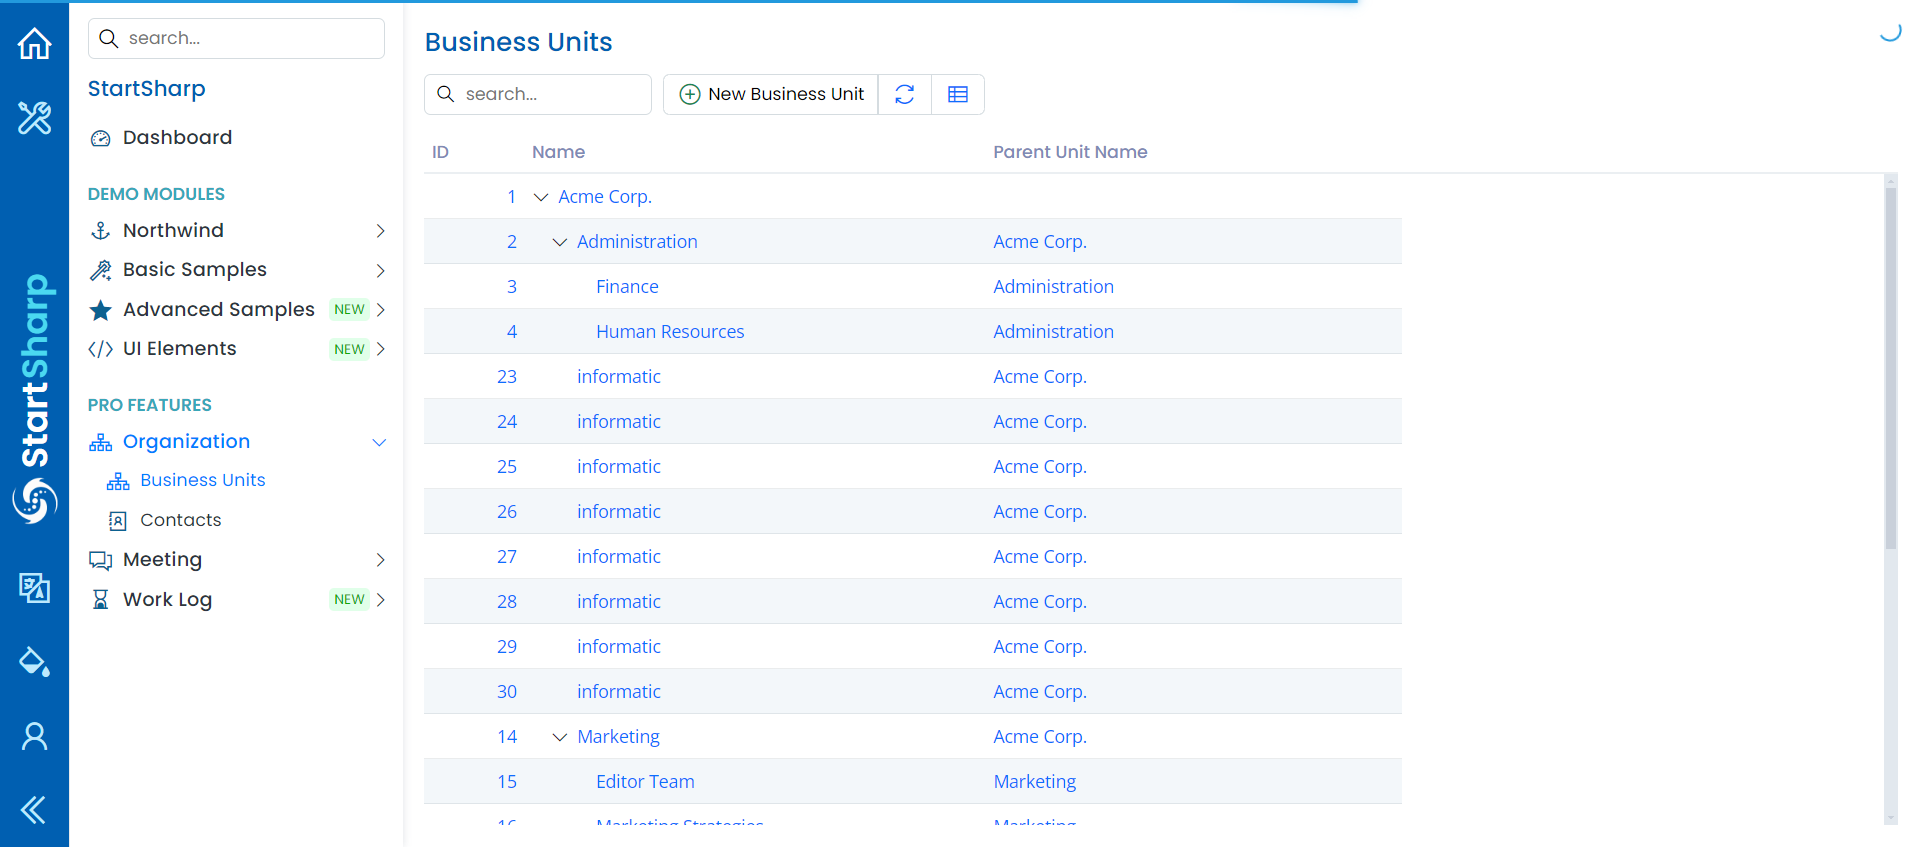 StartSharp
search...
StartSharp
Dashboard
DEMO MODULES
Northwind
Basic Samples
Advanced Samples NEW
UI Elements NEW
PRO FEATURES
Organization
Business Units
Contacts
Meeting
Work Log NEW
Business Units
search... New Business Unit
ID Name Parent Unit Name
1 Acme Corp.
2 Administration Acme Corp.
3 Finance Administration
4 Human Resources Administration
23 informatic Acme Corp.
24 informatic Acme Corp.
25 informatic Acme Corp.
26 informatic Acme Corp.
27 informatic Acme Corp.
28 informatic Acme Corp.
29 informatic Acme Corp.
30 informatic Acme Corp.
14 Marketing Acme Corp.
15 Editor Team Marketing
16 Marketing Strategies Marketing